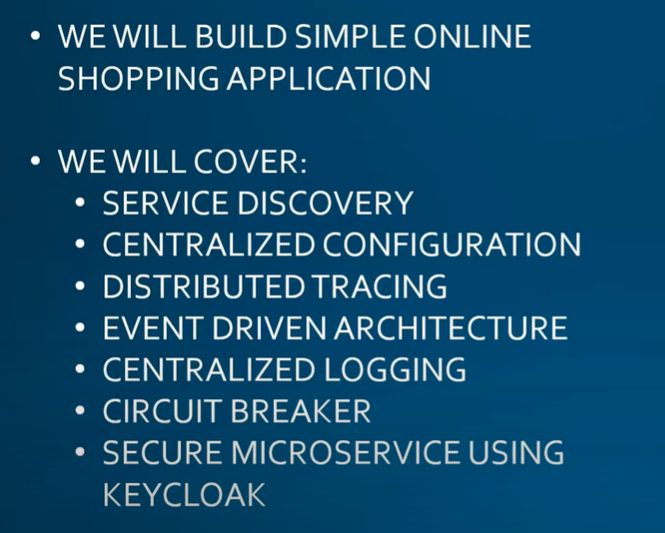 • WE WILL BUILD SIMPLE ONLINE
SHOPPING APPLICATION
• WE WILL COVER:
• SERVICE DISCOVERY
• CENTRALIZED CONFIGURATION
• DISTRIBUTED TRACING
• EVENT DRIVEN ARCHITECTURE
• CENTRALIZED LOGGING
• CIRCUIT BREAKER
• SECURE MICROSERVICE USING
KEYCLOAK